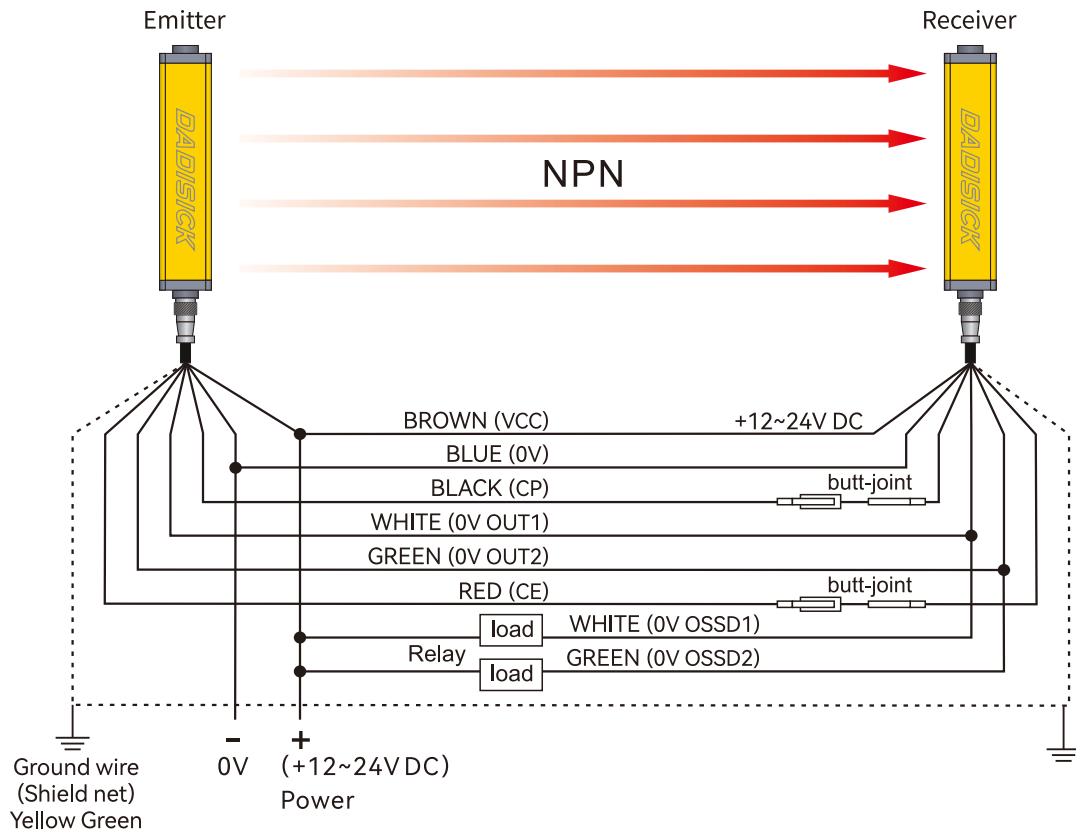 Emitter
Receiver
DADISICK
DADISICK
NPN
BROWN (VCC)
+12~24V DC
BLUE (0V)
BLACK (CP)
butt-joint
WHITE (0V OUT1)
GREEN (0V OUT2)
RED (CE)
butt-joint
load
WHITE (0V OSSD1)
Relay
load
GREEN (0V OSSD2)
- +
0V
(+12~24V DC)
Power
Ground wire
(Shield net)
Yellow Green